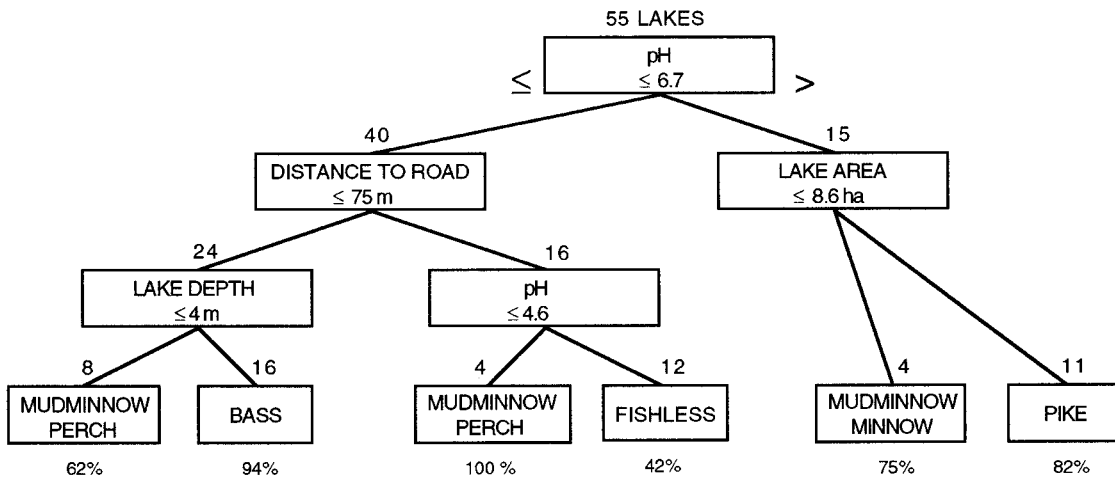 55 LAKES
pH
≤ 6.7
≤ >
40 15
DISTANCE TO ROAD
≤ 75 m
LAKE AREA
≤ 8.6 ha
24 16
LAKE DEPTH
≤ 4 m
pH
≤ 4.6
8 16 4 12 4 11
MUDMINNOW
PERCH
BASS
MUDMINNOW
PERCH
FISHLESS
MUDMINNOW
MINNOW
PIKE
62% 94% 100 % 42% 75% 82%